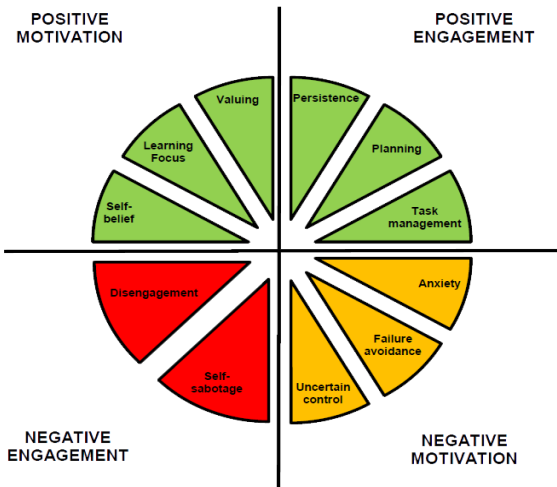 POSITIVE
MOTIVATION
POSITIVE
ENGAGEMENT
Valuing
Persistence
Learning
Focus
Planning
Self-
belief
Task
management
Disengagement
Anxiety
Self-
sabotage
Uncertain
control
Failure
avoidance
NEGATIVE
ENGAGEMENT
NEGATIVE
MOTIVATION